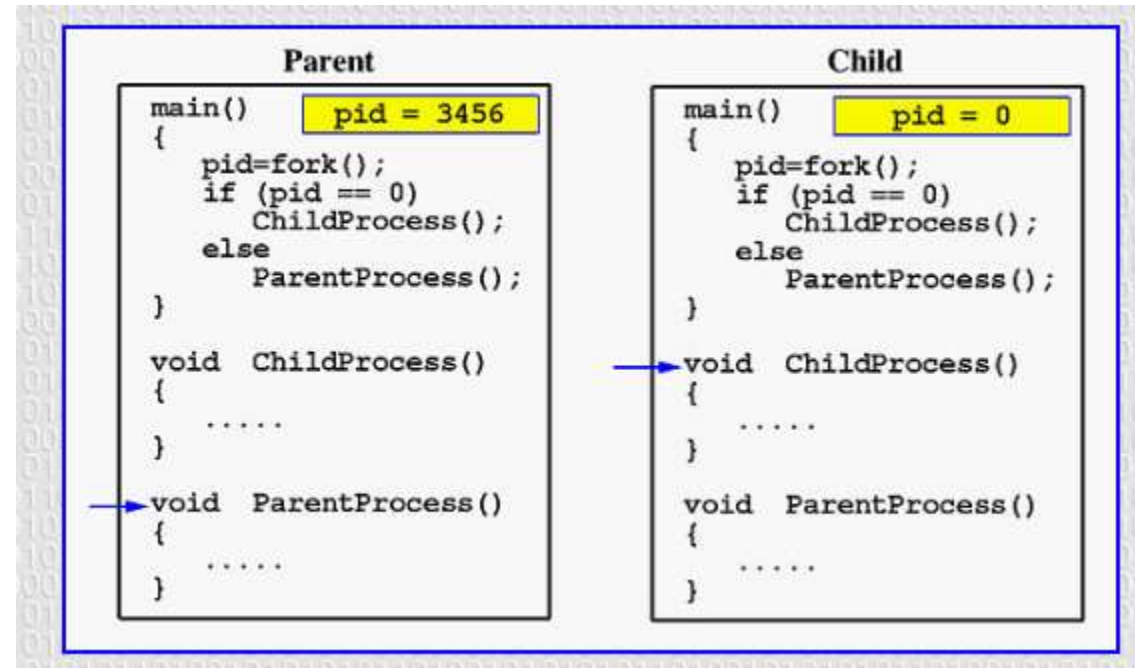 Parent
main()
pid = 3456
{
pid=fork();
if (pid == 0)
ChildProcess();
else
ParentProcess();
}
void ChildProcess()
{
.....
}
void ParentProcess()
{
.....
}
Child
main()
pid = 0
{
pid=fork();
if (pid == 0)
ChildProcess();
else
ParentProcess();
}
void ChildProcess()
{
.....
}
void ParentProcess()
{
.....
}